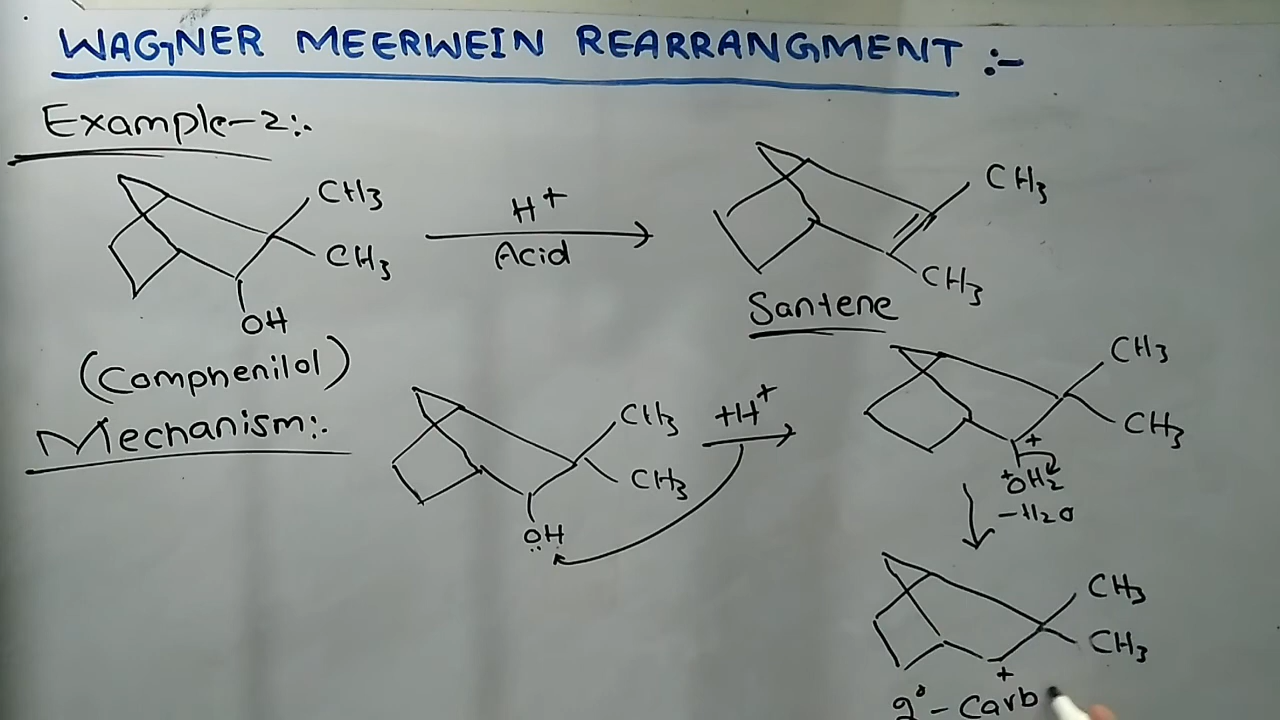 WAGNER MEERWEIN REARRANGMENT :-
Example-2:-
CH3
CH3
OH
H+
Acid
CH3
CH3
Santene
(Comphenilol)
Mechanism:-
CH3
CH3
OH
+H+
CH3
CH3
+
+OH2
-H2O
CH3
CH3
+
2°- Carb